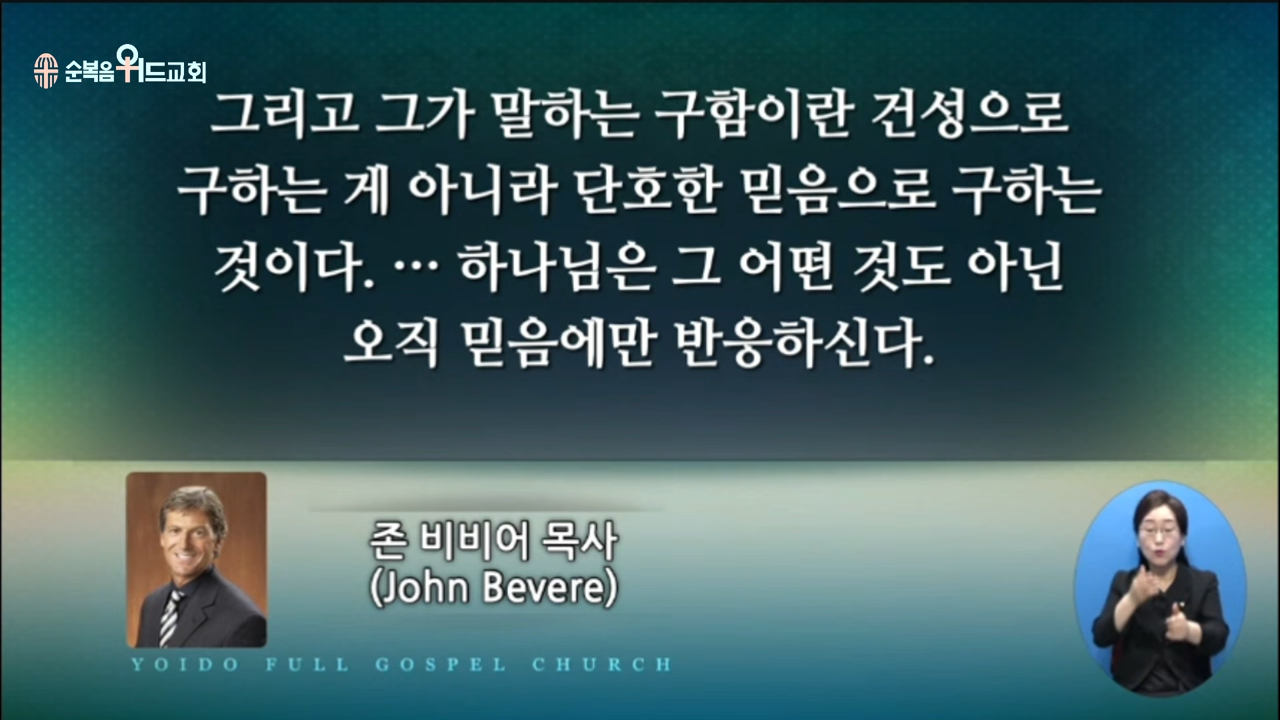 순복음위드교회
그리고 그가 말하는 구함이란 건성으로
구하는 게 아니라 단호한 믿음으로 구하는
것이다. … 하나님은 그 어떤 것도 아닌
오직 믿음에만 반응하신다.
존 비비어 목사
(John Bevere)
YOIDO FULL GOSPEL CHURCH